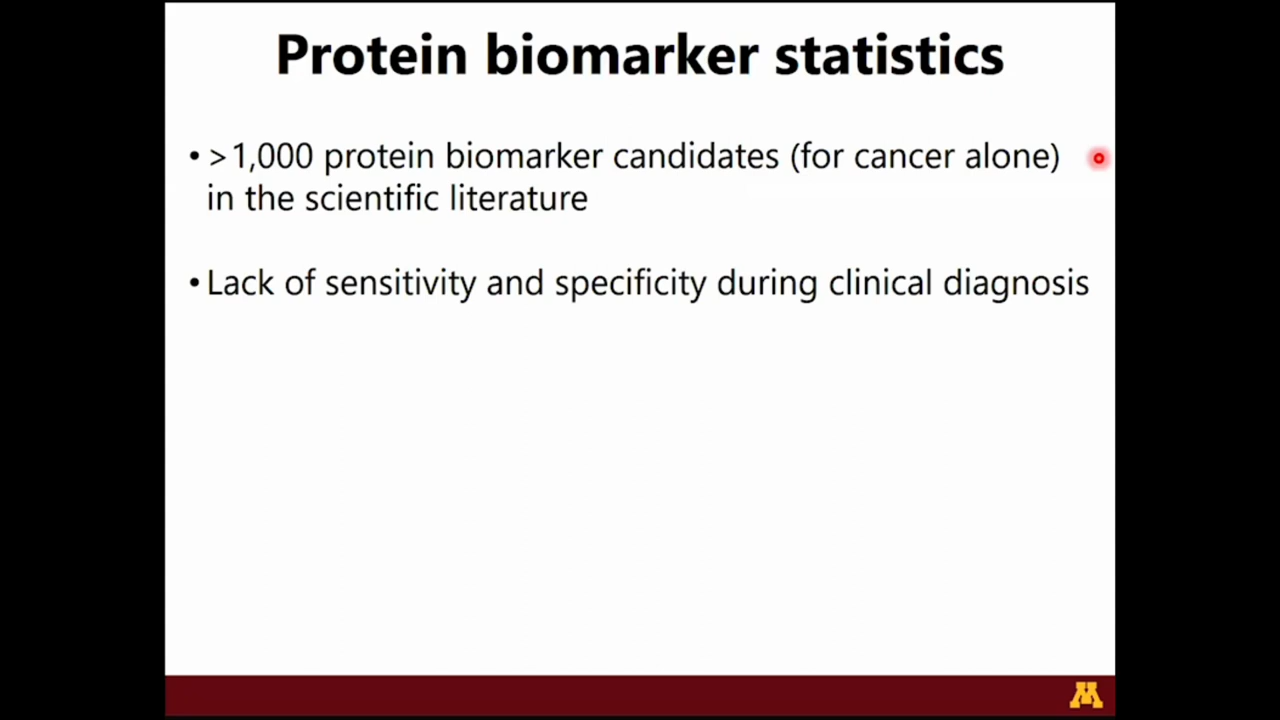 Protein biomarker statistics
• >1,000 protein biomarker candidates (for cancer alone)
in the scientific literature
• Lack of sensitivity and specificity during clinical diagnosis
M